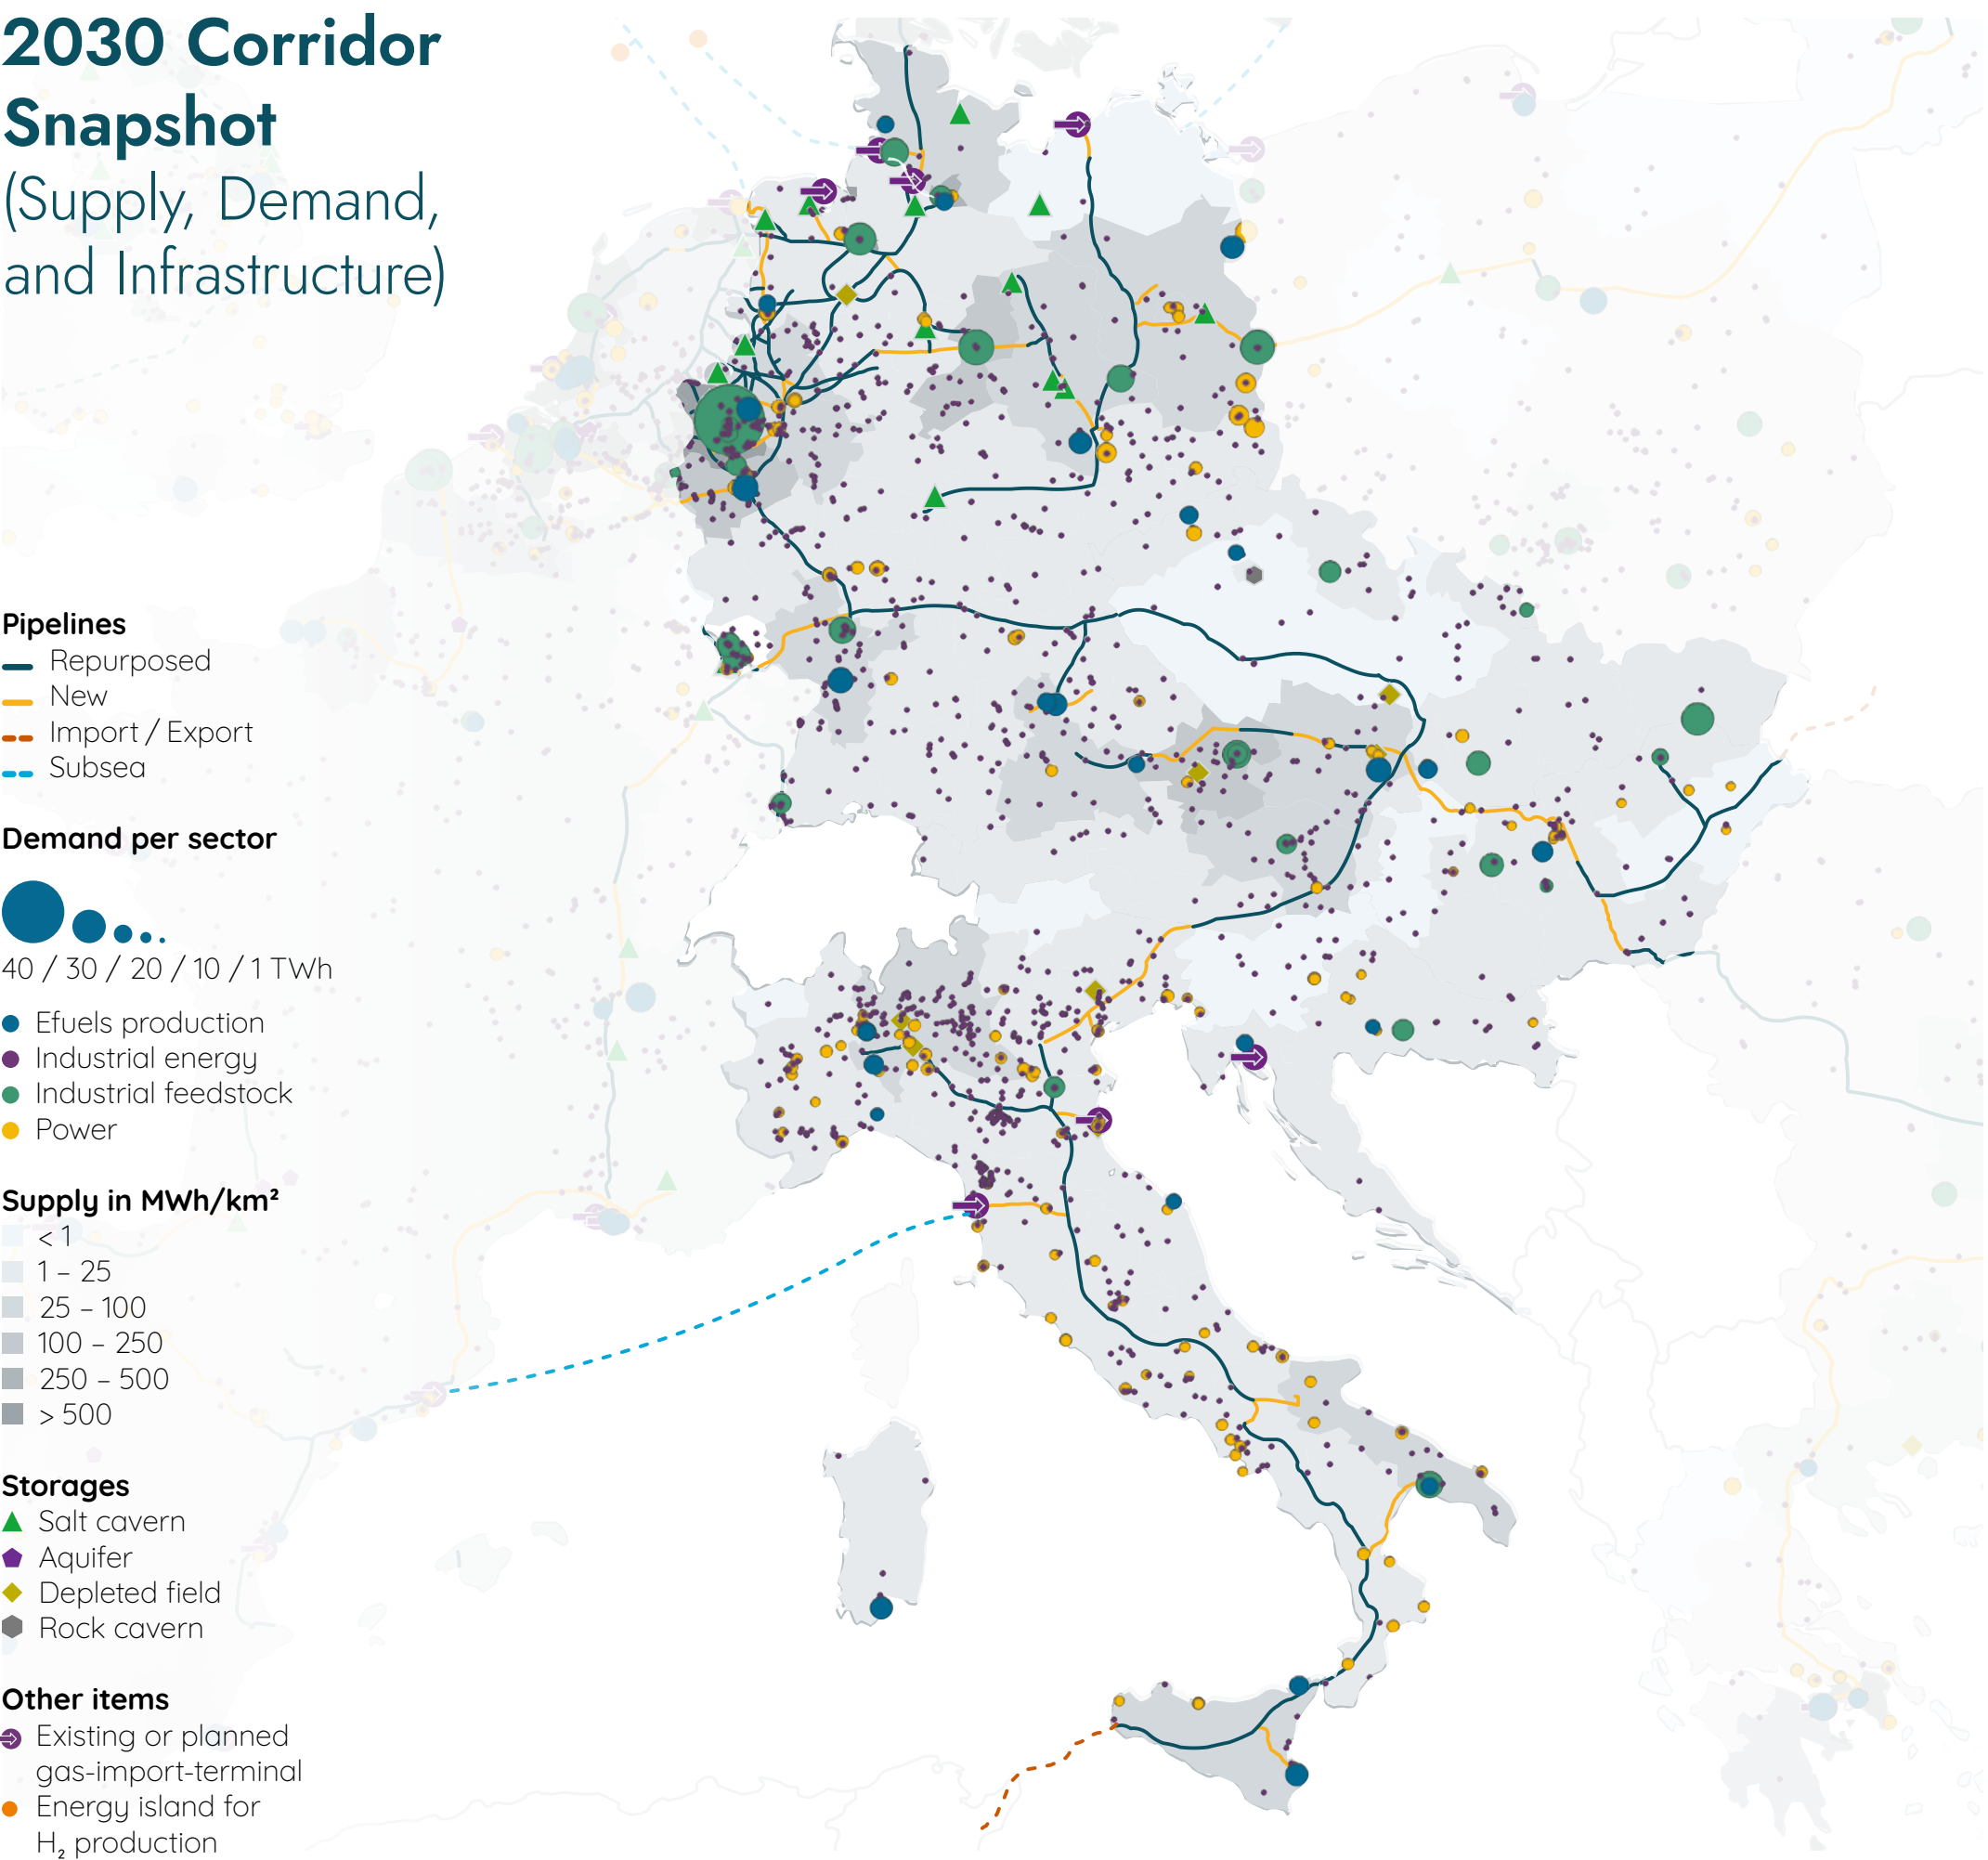 2030 Corridor
Snapshot
(Supply, Demand,
and Infrastructure)
Pipelines
Repurposed
New
Import / Export
Subsea
Demand per sector
40 / 30 / 20 / 10 / 1 TWh
Efuels production
Industrial energy
Industrial feedstock
Power
Supply in MWh/km²
< 1
1 – 25
25 – 100
100 – 250
250 – 500
> 500
Storages
Salt cavern
Aquifer
Depleted field
Rock cavern
Other items
Existing or planned
gas-import-terminal
Energy island for
H₂ production